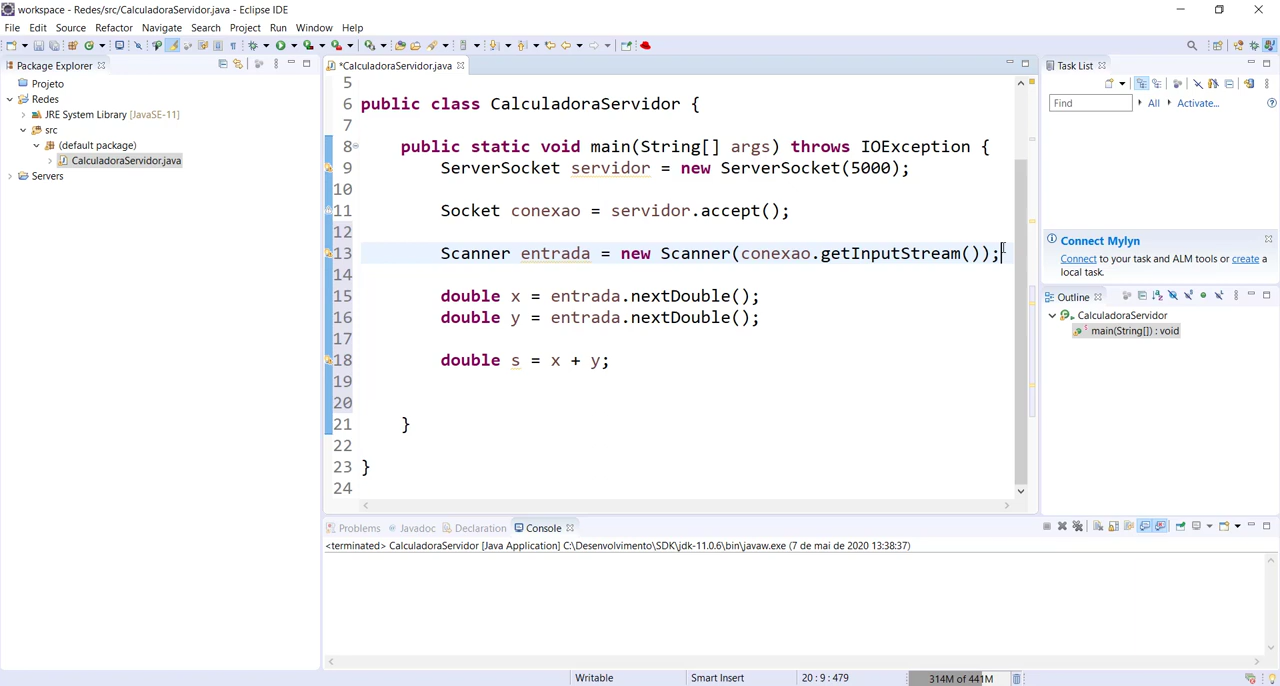 workspace - Redes/src/CalculadoraServidor.java - Eclipse IDE
File Edit Source Refactor Navigate Search Project Run Window Help
Package Explorer
Projeto
Redes
JRE System Library [JavaSE-11]
src
(default package)
CalculadoraServidor.java
Servers
*CalculadoraServidor.java
5
6 public class CalculadoraServidor {
7
8 public static void main(String[] args) throws IOException {
9 ServerSocket servidor = new ServerSocket(5000);
10
11 Socket conexao = servidor.accept();
12
13 Scanner entrada = new Scanner(conexao.getInputStream());
14
15 double x = entrada.nextDouble();
16 double y = entrada.nextDouble();
17
18 double s = x + y;
19
20
21 }
22
23 }
24
Task List
Find All Activate...
Connect Mylyn
Connect to your task and ALM tools or create a
local task.
Outline
CalculadoraServidor
main(String[]) : void
Problems Javadoc Declaration Console
<terminated> CalculadoraServidor [Java Application] C:\Desenvolvimento\SDK\jdk-11.0.6\bin\javaw.exe (7 de mai de 2020 13:38:37)
Writable Smart Insert 20 : 9 : 479 314M of 441M